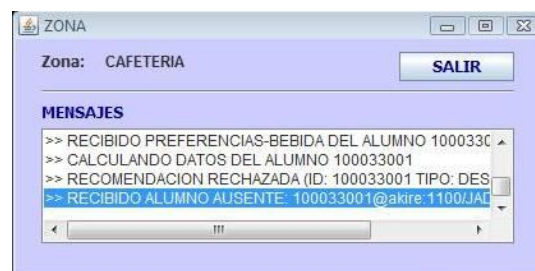 ZONA
Zona: CAFETERIA
SALIR
MENSAJES
>> RECIBIDO PREFERENCIAS-BEBIDA DEL ALUMNO 1000330
>> CALCULANDO DATOS DEL ALUMNO 100033001
>> RECOMENDACION RECHAZADA (ID: 100033001 TIPO: DES
>> RECIBIDO ALUMNO AUSENTE: 100033001@akire:1100/JAD